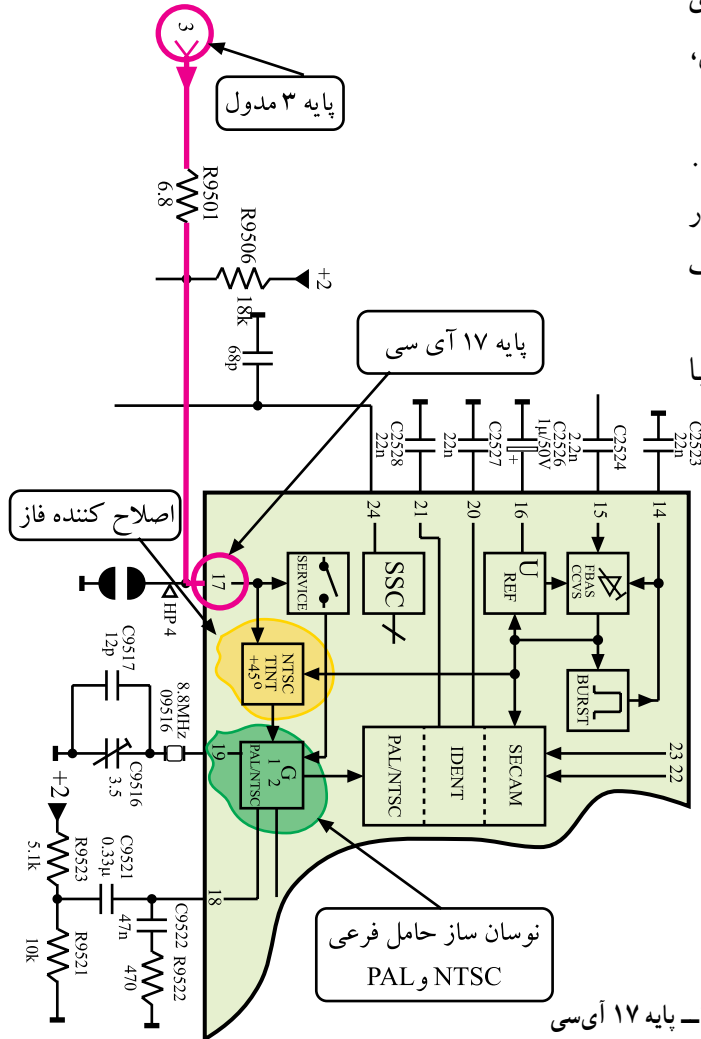 3
پایه ۳ مدول
R9501
6.8
R9506
18k
+2
68p
پایه ۱۷ آی سی
C2528
22n
C2527
22n
C2526
1µ/50V
+
C2524
2.2n
C2523
22n
24
21
20
16
15
14
اصلاح کننده فاز
17
HP 4
SERVICE
SSC
U
REF
FBAS
CCVS
BURST
NTSC
TINT
+45°
C9517
12p
8.8MHz
09516
C9516
3.5
19
G
1 2
PAL/NTSC
PAL/NTSC
IDENT
SECAM
23 22
+2
R9523
5.1k
C9521
0.33µ
18
C9522
47n
R9522
470
R9521
10k
نوسان ساز حامل فرعی
NTSC و PAL
ـ پایه ۱۷ آی‌سی